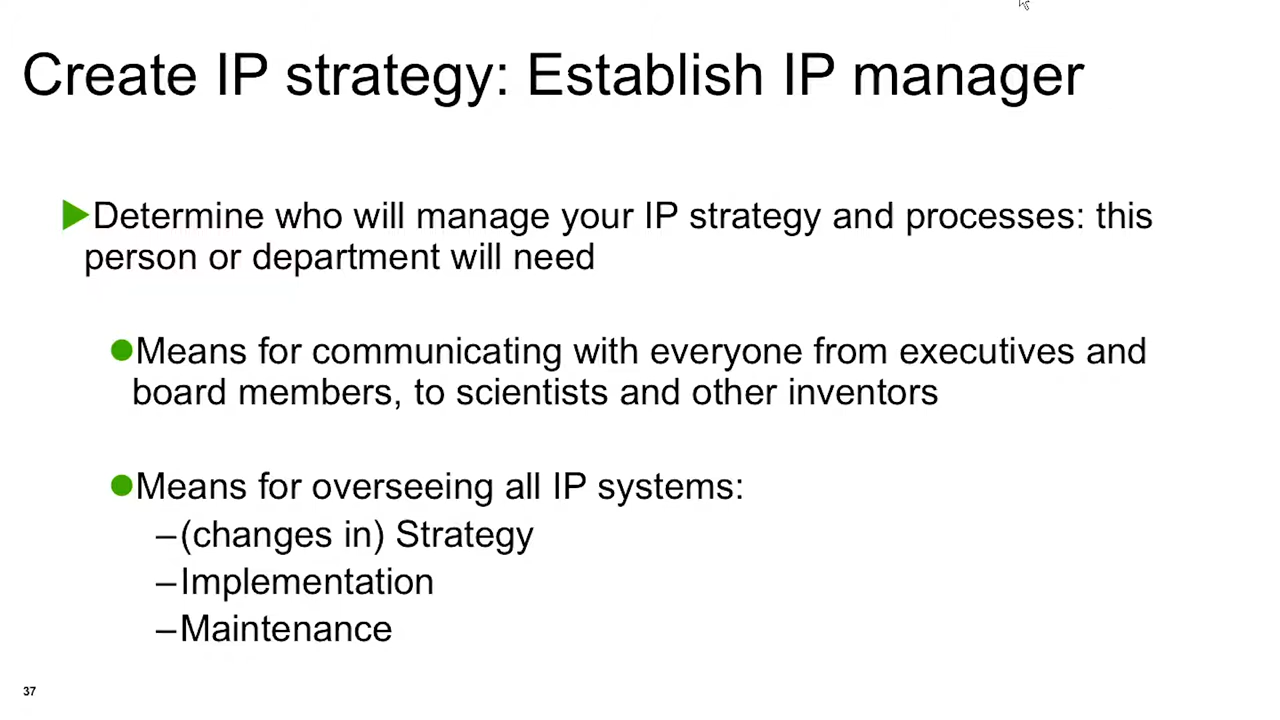 Create IP strategy: Establish IP manager
Determine who will manage your IP strategy and processes: this
person or department will need
Means for communicating with everyone from executives and
board members, to scientists and other inventors
Means for overseeing all IP systems:
–(changes in) Strategy
–Implementation
–Maintenance
37